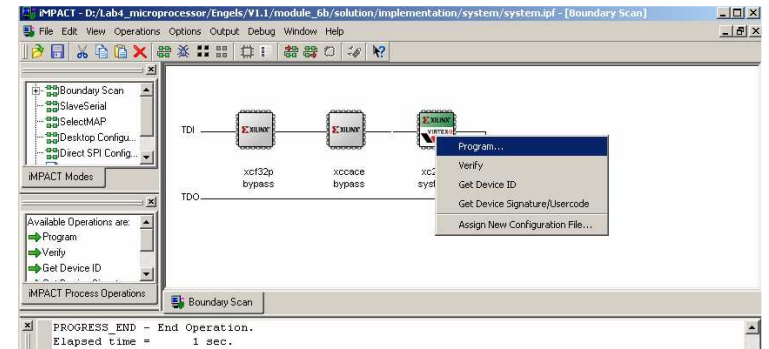 iMPACT - D:/Lab4_microprocessor/Engels/V1.1/module_6b/solution/implementation/system/system.ipf - [Boundary Scan]
File Edit View Operations Options Output Debug Window Help
Boundary Scan
SlaveSerial
SelectMAP
Desktop Configu...
Direct SPI Config...
iMPACT Modes
Available Operations are:
Program
Verify
Get Device ID
iMPACT Process Operations
TDI
XILINX
XILINX
XILINX
VIRTEX
xcf32p
bypass
xccace
bypass
TDO
Program...
Verify
Get Device ID
Get Device Signature/Usercode
Assign New Configuration File...
Boundary Scan
PROGRESS_END - End Operation.
Elapsed time = 1 sec.